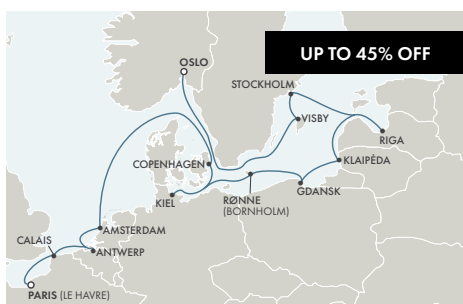 UP TO 45% OFF
OSLO
STOCKHOLM
VISBY
RIGA
COPENHAGEN
KLAIPĖDA
KIEL
RØNNE
(BORNHOLM)
GDANSK
AMSTERDAM
CALAIS
ANTWERP
PARIS (LE HAVRE)